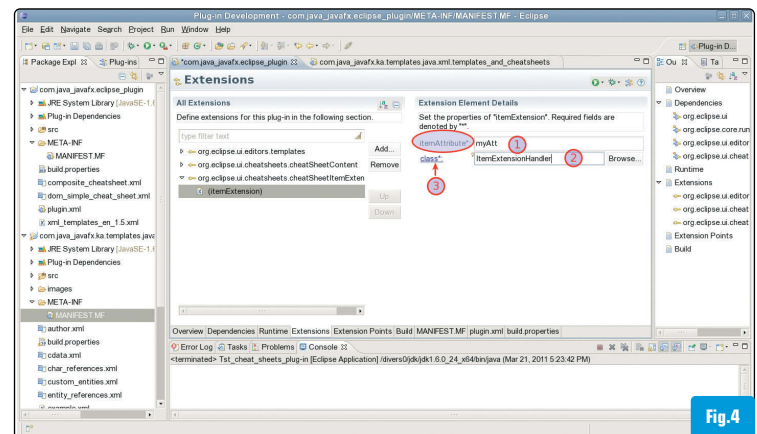 Plug-in Development - com.java_javafx.eclipse_plugin/META-INF/MANIFEST.MF - Eclipse
File Edit Navigate Search Project Run Window Help
Plug-in D...
Package Expl Plug-ins
*com.java_javafx.eclipse_plugin com.java_javafx.ka.templates.java.xml.templates_and_cheatsheets
Ou Ta
com.java_javafx.eclipse_plugin
JRE System Library [JavaSE-1.6
Plug-in Dependencies
src
META-INF
MANIFEST.MF
build.properties
composite_cheatsheet.xml
dom_simple_cheat_sheet.xml
plugin.xml
xml_templates_en_1.5.xml
com.java_javafx.ka.templates.java
JRE System Library [JavaSE-1.6
Plug-in Dependencies
src
images
META-INF
MANIFEST.MF
author.xml
build.properties
cdata.xml
char_references.xml
custom_entities.xml
entity_references.xml
example.xml
Extensions
All Extensions
Define extensions for this plug-in in the following section.
type filter text
org.eclipse.ui.editors.templates
org.eclipse.ui.cheatsheets.cheatSheetContent
org.eclipse.ui.cheatsheets.cheatSheetItemExten
(itemExtension)
Add...
Remove
Up
Down
Extension Element Details
Set the properties of "itemExtension". Required fields are
denoted by "*".
itemAttribute*: myAtt 1
class*: ItemExtensionHandler 2 Browse...
3
Overview Dependencies Runtime Extensions Extension Points Build MANIFEST.MF plugin.xml build.properties
Overview
Dependencies
org.eclipse.ui
org.eclipse.core.run
org.eclipse.ui.editor
org.eclipse.ui.cheat
Runtime
Extensions
org.eclipse.ui.editor
org.eclipse.ui.cheat
org.eclipse.ui.cheat
Extension Points
Build
Error Log Tasks Problems Console
<terminated> Tst_cheat_sheets_plug-in [Eclipse Application] /divers0/jdk/jdk1.6.0_24_x64/bin/java (Mar 21, 2011 5:23:42 PM)
Fig.4